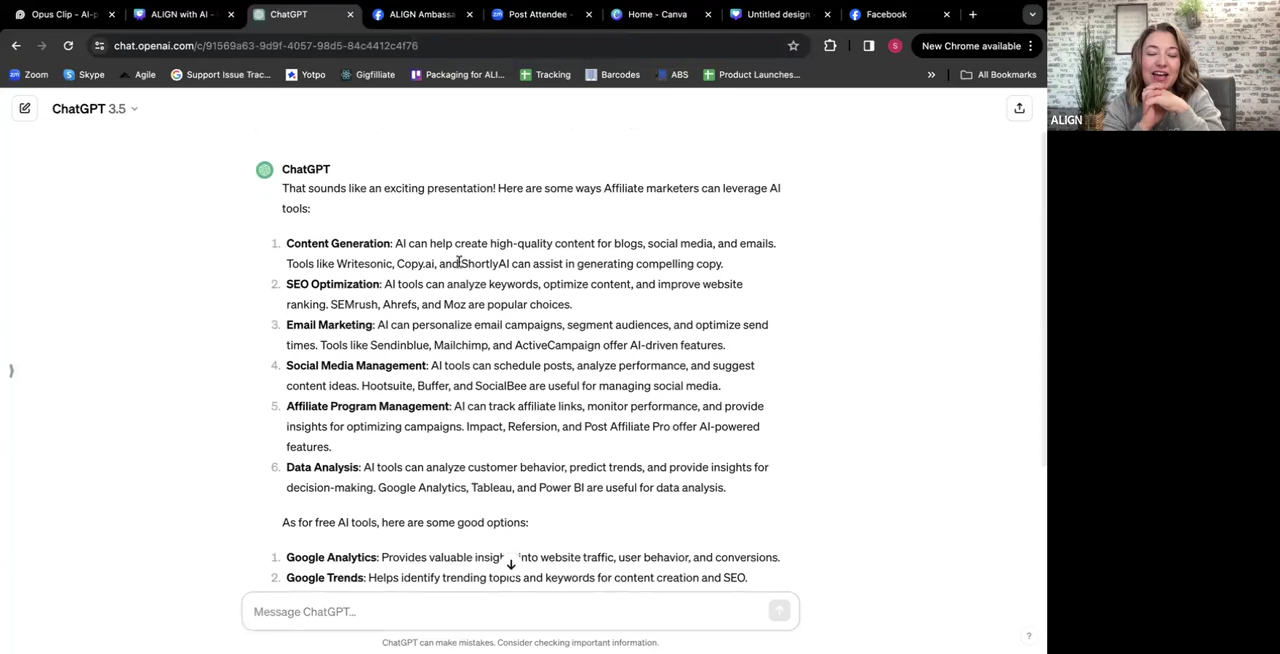 Opus Clip - AI-p
ALIGN with AI -
ChatGPT
ALIGN Ambass
Post Attendee -
Home - Canva
Untitled design
Facebook
chat.openai.com/c/91569a63-9d9f-4057-98d5-84c4412c4f76
S
New Chrome available
zm Zoom
Skype
Agile
Support Issue Trac...
Yotpo
Gigfilliate
Packaging for ALI...
Tracking
Barcodes
ABS
Product Launches...
»
All Bookmarks
ChatGPT 3.5
ALIGN
ChatGPT
That sounds like an exciting presentation! Here are some ways Affiliate marketers can leverage AI
tools:
1. Content Generation: AI can help create high-quality content for blogs, social media, and emails.
Tools like Writesonic, Copy.ai, and ShortlyAI can assist in generating compelling copy.
2. SEO Optimization: AI tools can analyze keywords, optimize content, and improve website
ranking. SEMrush, Ahrefs, and Moz are popular choices.
3. Email Marketing: AI can personalize email campaigns, segment audiences, and optimize send
times. Tools like Sendinblue, Mailchimp, and ActiveCampaign offer AI-driven features.
4. Social Media Management: AI tools can schedule posts, analyze performance, and suggest
content ideas. Hootsuite, Buffer, and SocialBee are useful for managing social media.
5. Affiliate Program Management: AI can track affiliate links, monitor performance, and provide
insights for optimizing campaigns. Impact, Refersion, and Post Affiliate Pro offer AI-powered
features.
6. Data Analysis: AI tools can analyze customer behavior, predict trends, and provide insights for
decision-making. Google Analytics, Tableau, and Power BI are useful for data analysis.
As for free AI tools, here are some good options:
1. Google Analytics: Provides valuable insigh into website traffic, user behavior, and conversions.
2. Google Trends: Helps identify trending topics and keywords for content creation and SEO.
Message ChatGPT...
ChatGPT can make mistakes. Consider checking important information.
?